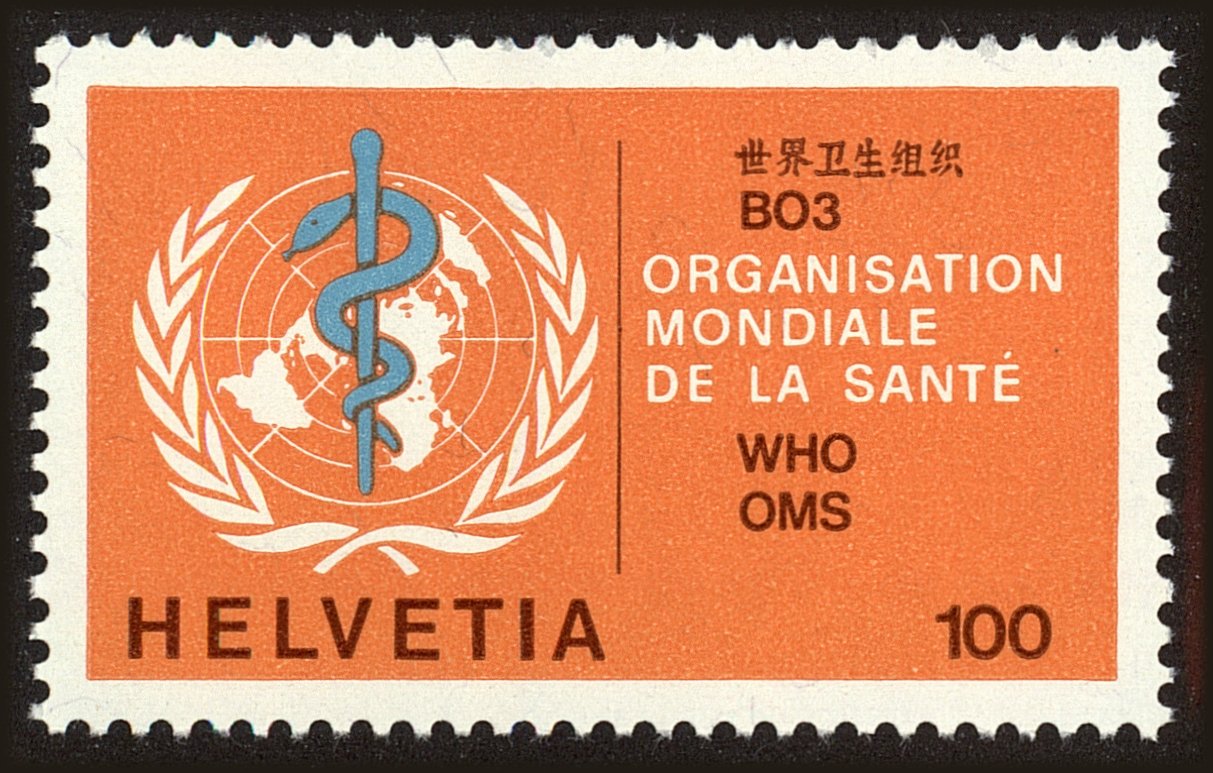 世界卫生组织
ВОЗ
ORGANISATION
MONDIALE
DE LA SANTÉ
WHO
OMS
HELVETIA
100